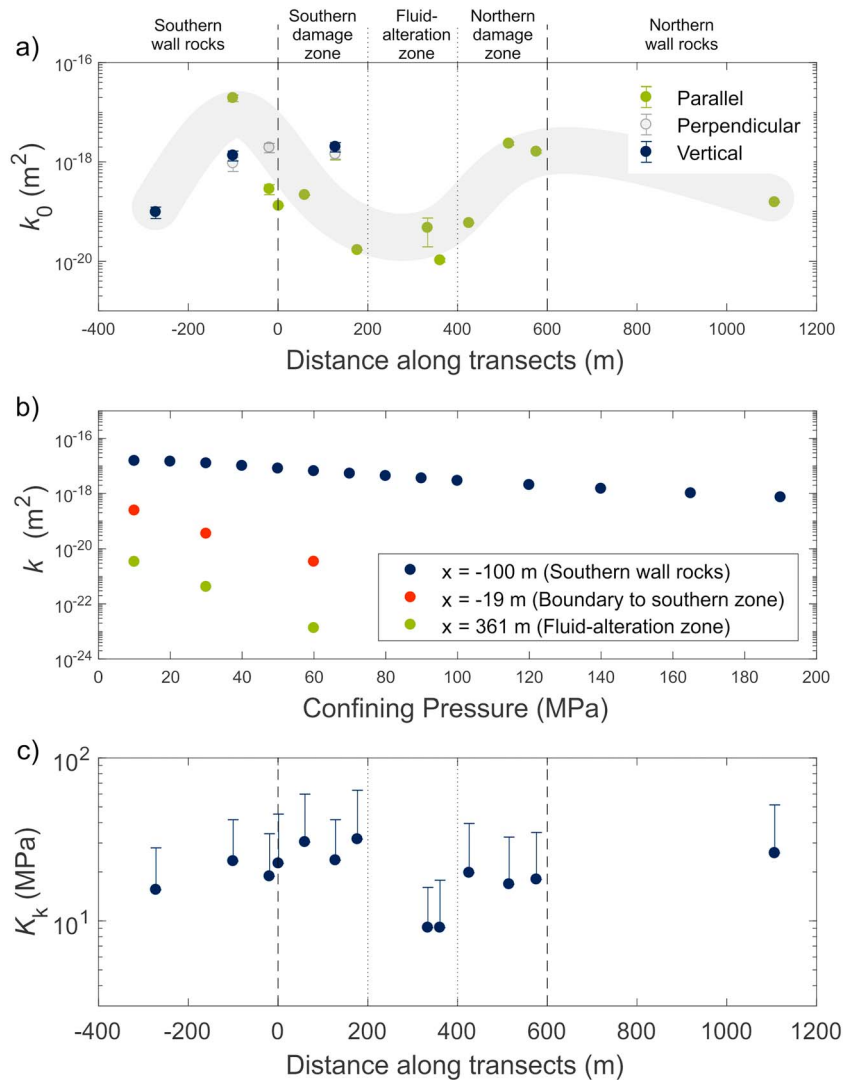 a)
Southern wall rocks
Southern damage zone
Fluid-alteration zone
Northern damage zone
Northern wall rocks
k₀ (m²)
10⁻¹⁶
10⁻¹⁸
10⁻²⁰
Parallel
Perpendicular
Vertical
-400 -200 0 200 400 600 800 1000 1200
Distance along transects (m)
b)
k (m²)
10⁻¹⁶
10⁻¹⁸
10⁻²⁰
10⁻²²
10⁻²⁴
x = -100 m (Southern wall rocks)
x = -19 m (Boundary to southern zone)
x = 361 m (Fluid-alteration zone)
0 20 40 60 80 100 120 140 160 180 200
Confining Pressure (MPa)
c)
Kₖ (MPa)
10²
10¹
-400 -200 0 200 400 600 800 1000 1200
Distance along transects (m)